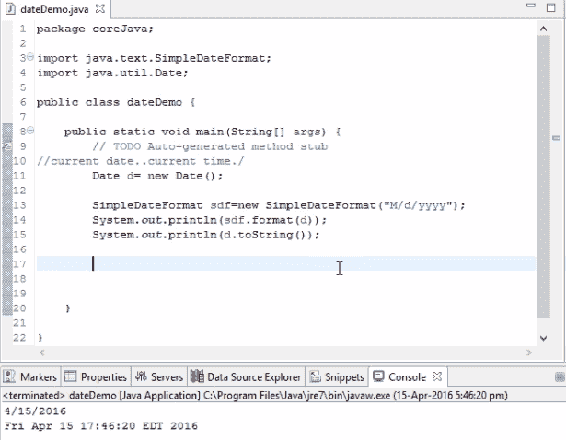 dateDemo.java
1 package coreJava;
2
3 import java.text.SimpleDateFormat;
4 import java.util.Date;
5
6 public class dateDemo {
7
8 public static void main(String[] args) {
9 // TODO Auto-generated method stub
10 //current date..current time./
11 Date d= new Date();
12
13 SimpleDateFormat sdf=new SimpleDateFormat("M/d/yyyy");
14 System.out.println(sdf.format(d));
15 System.out.println(d.toString());
16
17
18
19
20 }
21
22 }
Markers Properties Servers Data Source Explorer Snippets Console
<terminated> dateDemo [Java Application] C:\Program Files\Java\jre7\bin\javaw.exe (15-Apr-2016 5:46:20 pm)
4/15/2016
Fri Apr 15 17:46:20 EDT 2016